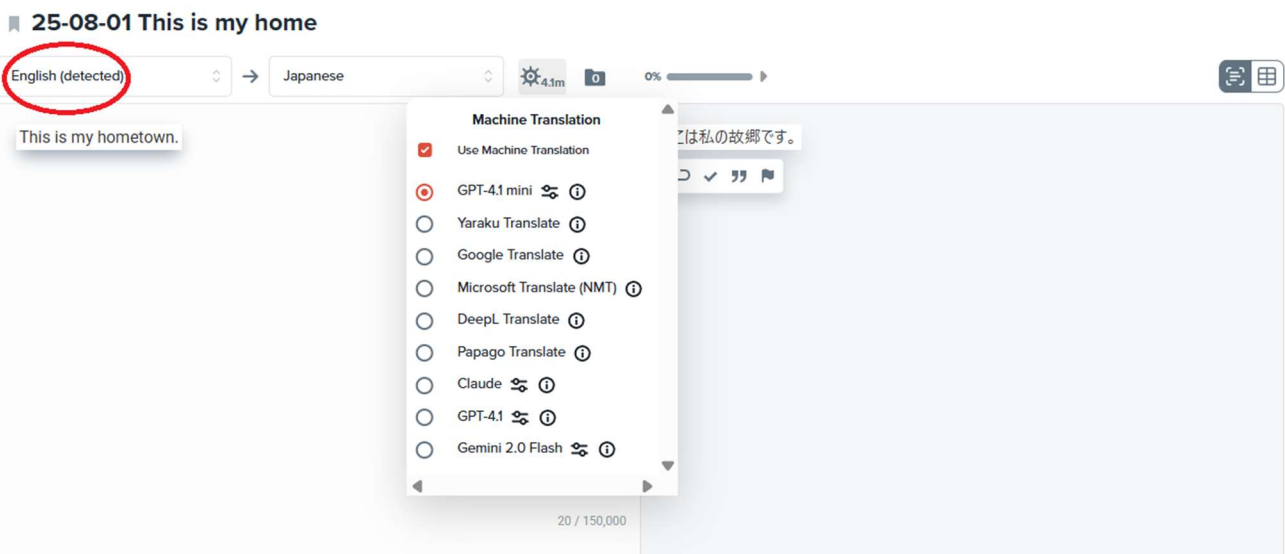 25-08-01 This is my home
English (detected)
Japanese
4.1m
0
0%
This is my hometown.
Machine Translation
Use Machine Translation
GPT-4.1 mini
Yaraku Translate
Google Translate
Microsoft Translate (NMT)
DeepL Translate
Papago Translate
Claude
GPT-4.1
Gemini 2.0 Flash
は私の故郷です。
20 / 150,000